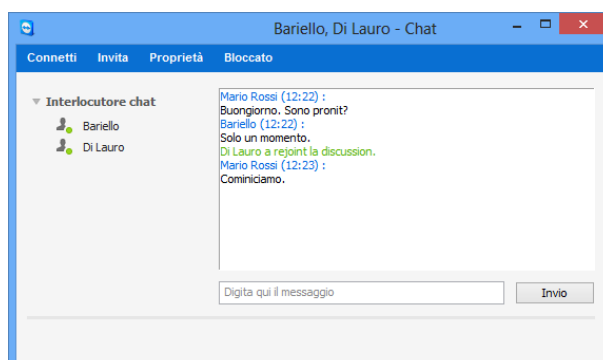 Bariello, Di Lauro - Chat
Connetti Invita Proprietà Bloccato
Interlocutore chat
Bariello
Di Lauro
Mario Rossi (12:22) :
Buongiorno. Sono pronit?
Bariello (12:22) :
Solo un momento.
Di Lauro a rejoint la discussion.
Mario Rossi (12:23) :
Cominiciamo.
Digita qui il messaggio
Invio